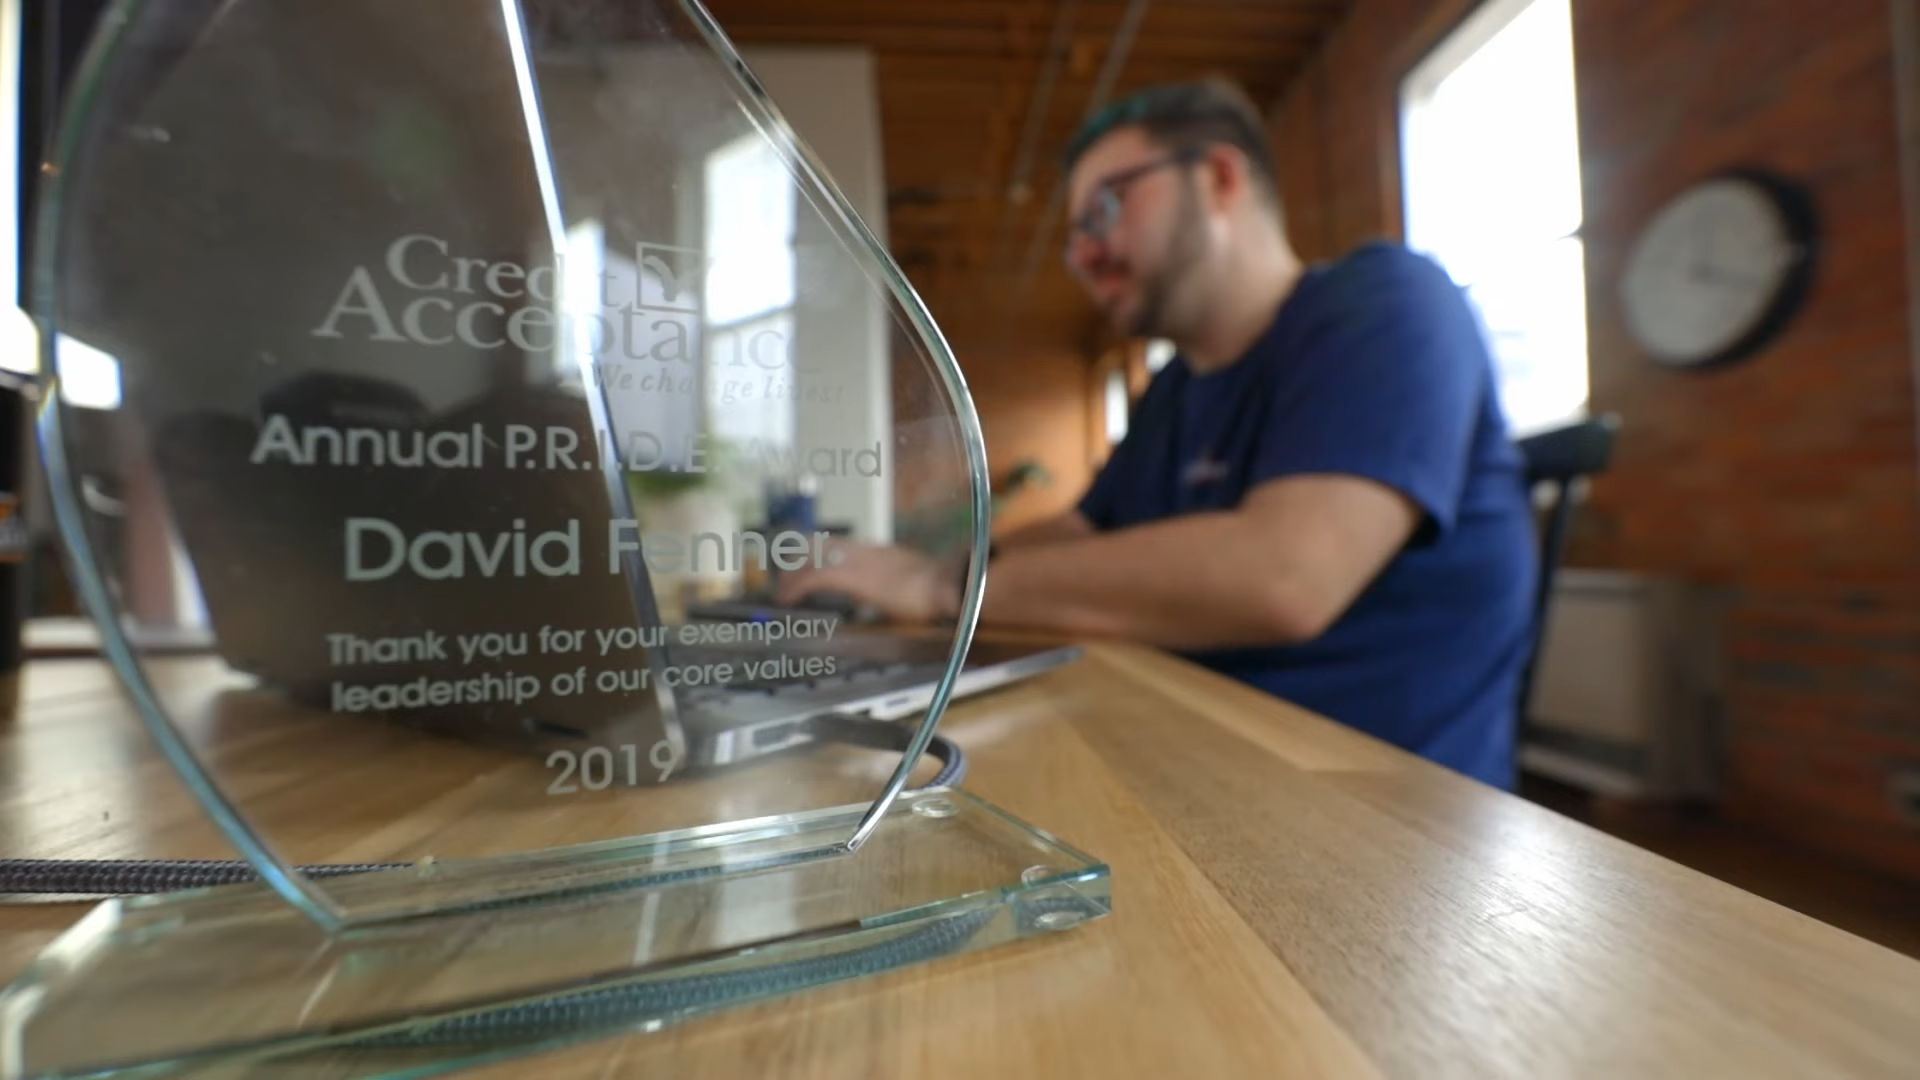 Credit
Acceptance
We change lives!
Annual P.R.I.D.E. Award
David Fenner
Thank you for your exemplary
leadership of our core values
2019